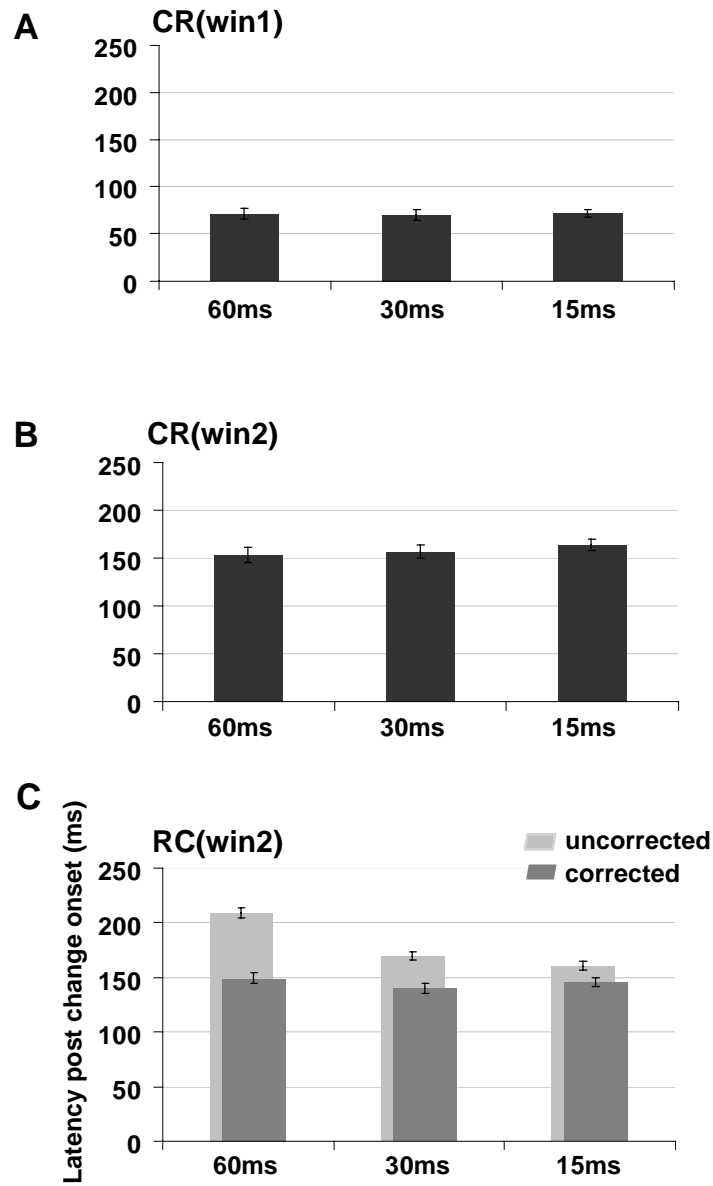 A
CR(win1)
250
200
150
100
50
0
60ms 30ms 15ms
B
CR(win2)
250
200
150
100
50
0
60ms 30ms 15ms
C
RC(win2)
uncorrected
corrected
Latency post change onset (ms)
250
200
150
100
50
0
60ms 30ms 15ms